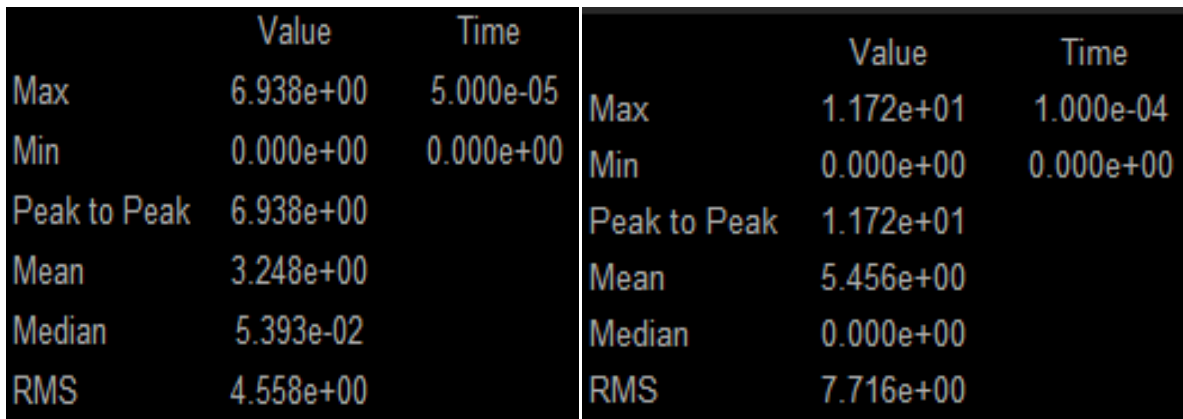 Value Time
Max 6.938e+00 5.000e-05
Min 0.000e+00 0.000e+00
Peak to Peak 6.938e+00
Mean 3.248e+00
Median 5.393e-02
RMS 4.558e+00
Value Time
Max 1.172e+01 1.000e-04
Min 0.000e+00 0.000e+00
Peak to Peak 1.172e+01
Mean 5.456e+00
Median 0.000e+00
RMS 7.716e+00